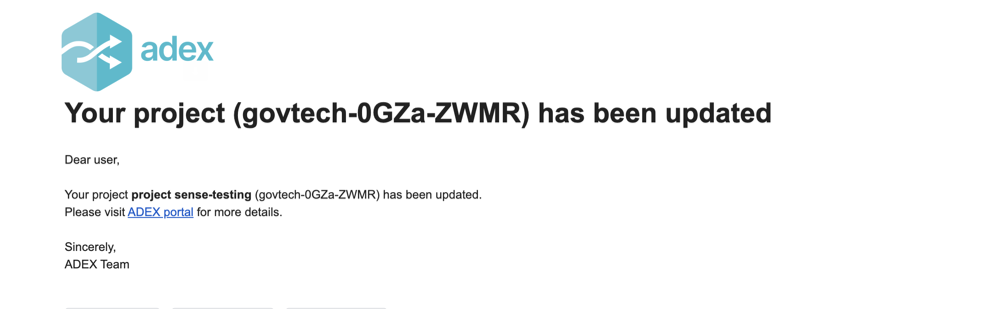 adex
Your project (govtech-0GZa-ZWMR) has been updated
Dear user,
Your project project sense-testing (govtech-0GZa-ZWMR) has been updated.
Please visit ADEX portal for more details.
Sincerely,
ADEX Team